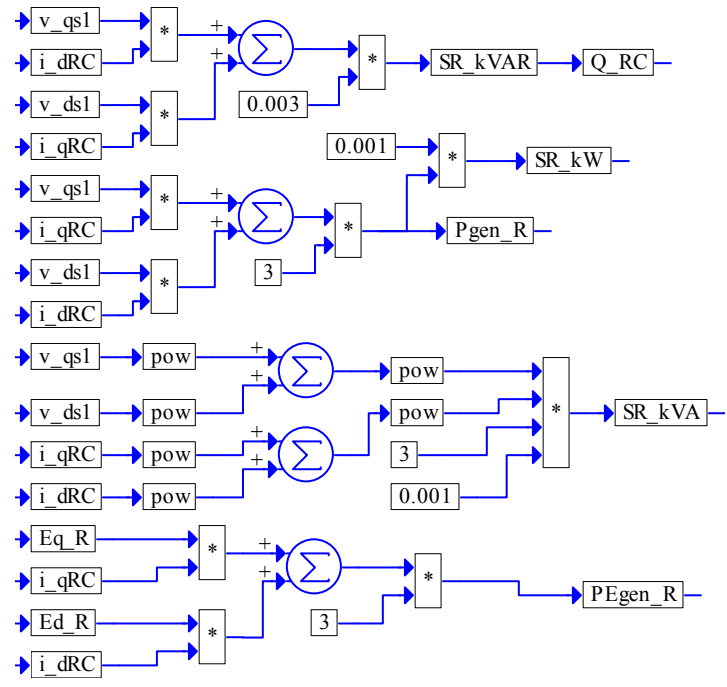 v_qs1
i_dRC
v_ds1
i_qRC
*
*
+
+
Σ
0.003
*
SR_kVAR
Q_RC
v_qs1
i_qRC
v_ds1
i_dRC
*
*
+
+
Σ
3
*
0.001
*
SR_kW
Pgen_R
v_qs1
pow
v_ds1
pow
i_qRC
pow
i_dRC
pow
+
+
Σ
+
+
Σ
pow
pow
3
0.001
*
SR_kVA
Eq_R
i_qRC
Ed_R
i_dRC
*
*
+
+
Σ
3
*
PEgen_R